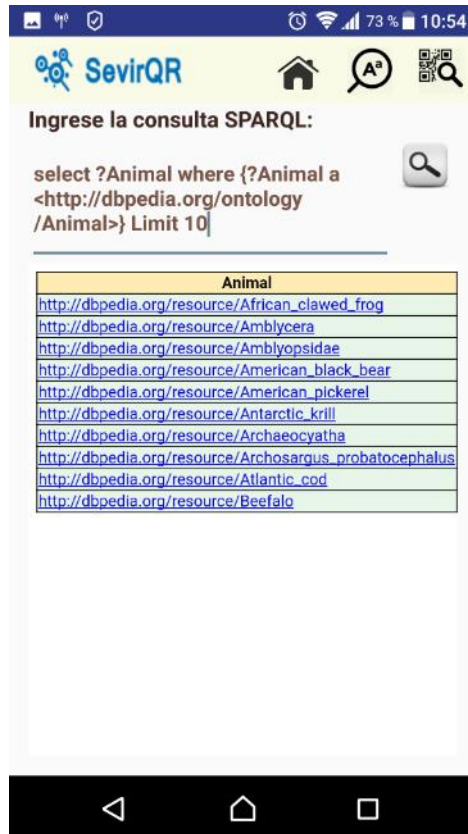 73 % 10:54
SevirQR
Aª
Ingrese la consulta SPARQL:
select ?Animal where {?Animal a
<http://dbpedia.org/ontology
/Animal>} Limit 10
Animal
http://dbpedia.org/resource/African_clawed_frog
http://dbpedia.org/resource/Amblycera
http://dbpedia.org/resource/Amblyopsidae
http://dbpedia.org/resource/American_black_bear
http://dbpedia.org/resource/American_pickerel
http://dbpedia.org/resource/Antarctic_krill
http://dbpedia.org/resource/Archaeocyatha
http://dbpedia.org/resource/Archosargus_probatocephalus
http://dbpedia.org/resource/Atlantic_cod
http://dbpedia.org/resource/Beefalo